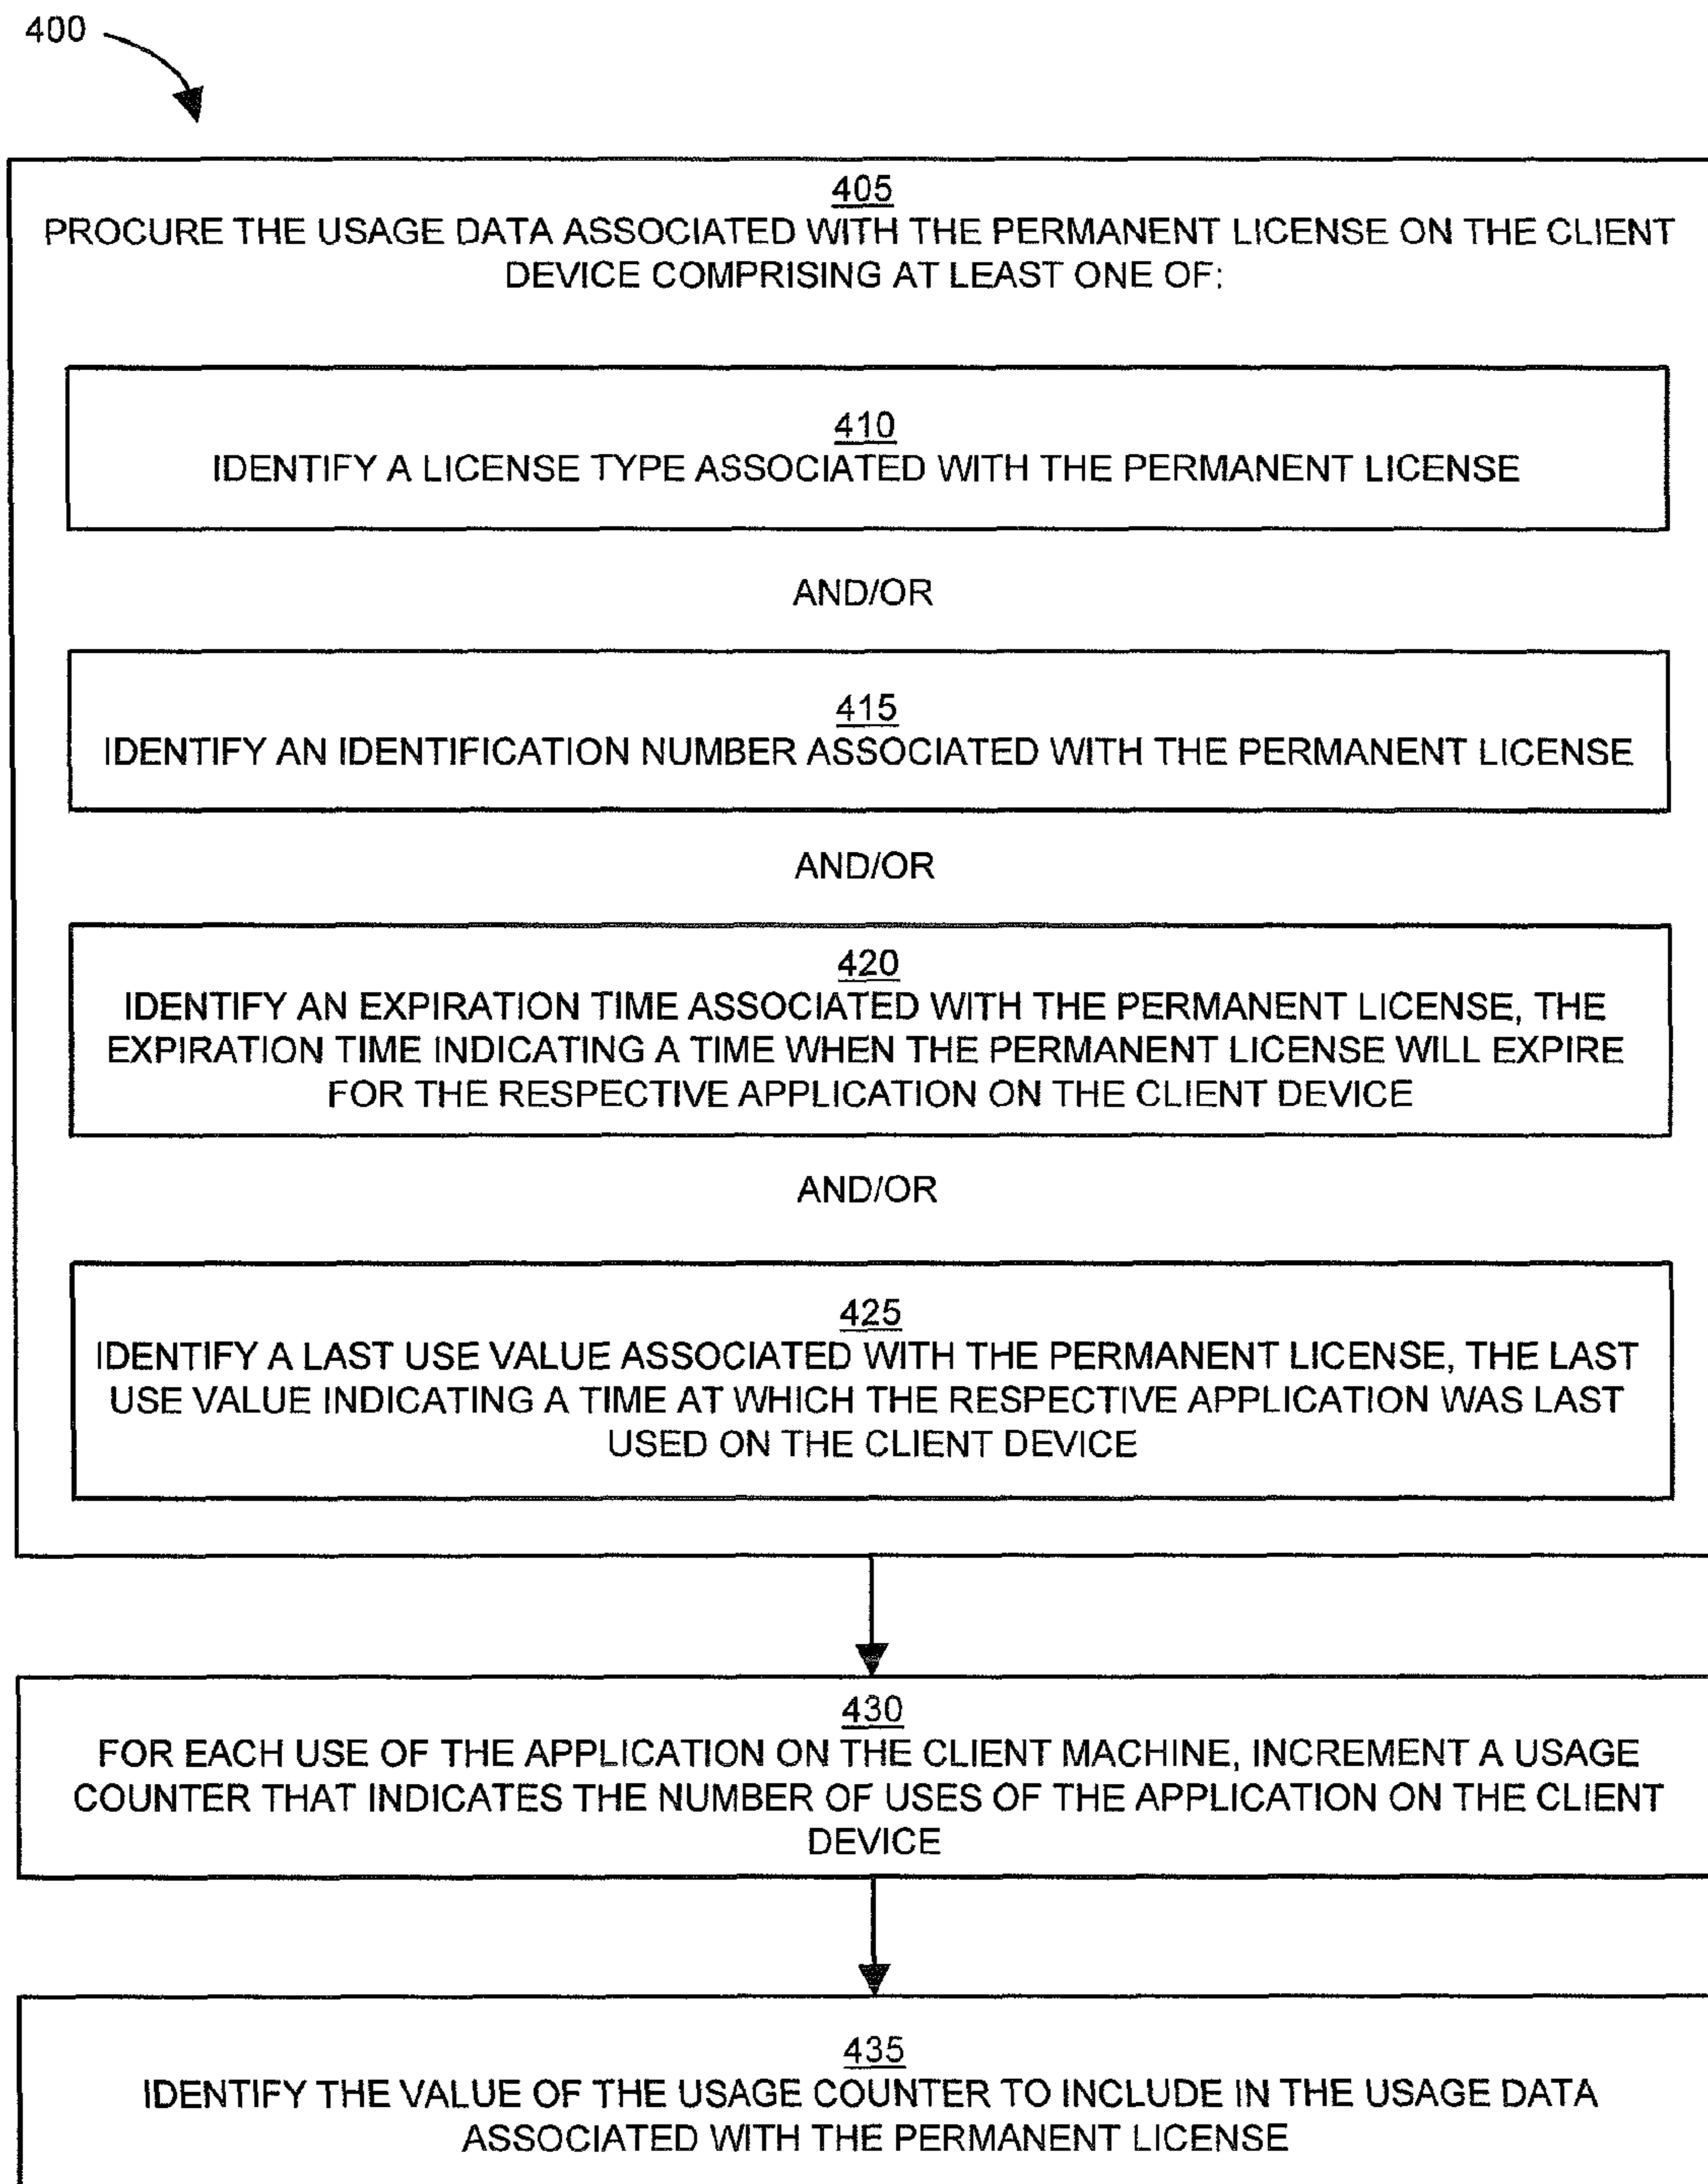 400
405
PROCURE THE USAGE DATA ASSOCIATED WITH THE PERMANENT LICENSE ON THE CLIENT
DEVICE COMPRISING AT LEAST ONE OF:
410
IDENTIFY A LICENSE TYPE ASSOCIATED WITH THE PERMANENT LICENSE
AND/OR
415
IDENTIFY AN IDENTIFICATION NUMBER ASSOCIATED WITH THE PERMANENT LICENSE
AND/OR
420
IDENTIFY AN EXPIRATION TIME ASSOCIATED WITH THE PERMANENT LICENSE, THE
EXPIRATION TIME INDICATING A TIME WHEN THE PERMANENT LICENSE WILL EXPIRE
FOR THE RESPECTIVE APPLICATION ON THE CLIENT DEVICE
AND/OR
425
IDENTIFY A LAST USE VALUE ASSOCIATED WITH THE PERMANENT LICENSE, THE LAST
USE VALUE INDICATING A TIME AT WHICH THE RESPECTIVE APPLICATION WAS LAST
USED ON THE CLIENT DEVICE
430
FOR EACH USE OF THE APPLICATION ON THE CLIENT MACHINE, INCREMENT A USAGE
COUNTER THAT INDICATES THE NUMBER OF USES OF THE APPLICATION ON THE CLIENT
DEVICE
435
IDENTIFY THE VALUE OF THE USAGE COUNTER TO INCLUDE IN THE USAGE DATA
ASSOCIATED WITH THE PERMANENT LICENSE